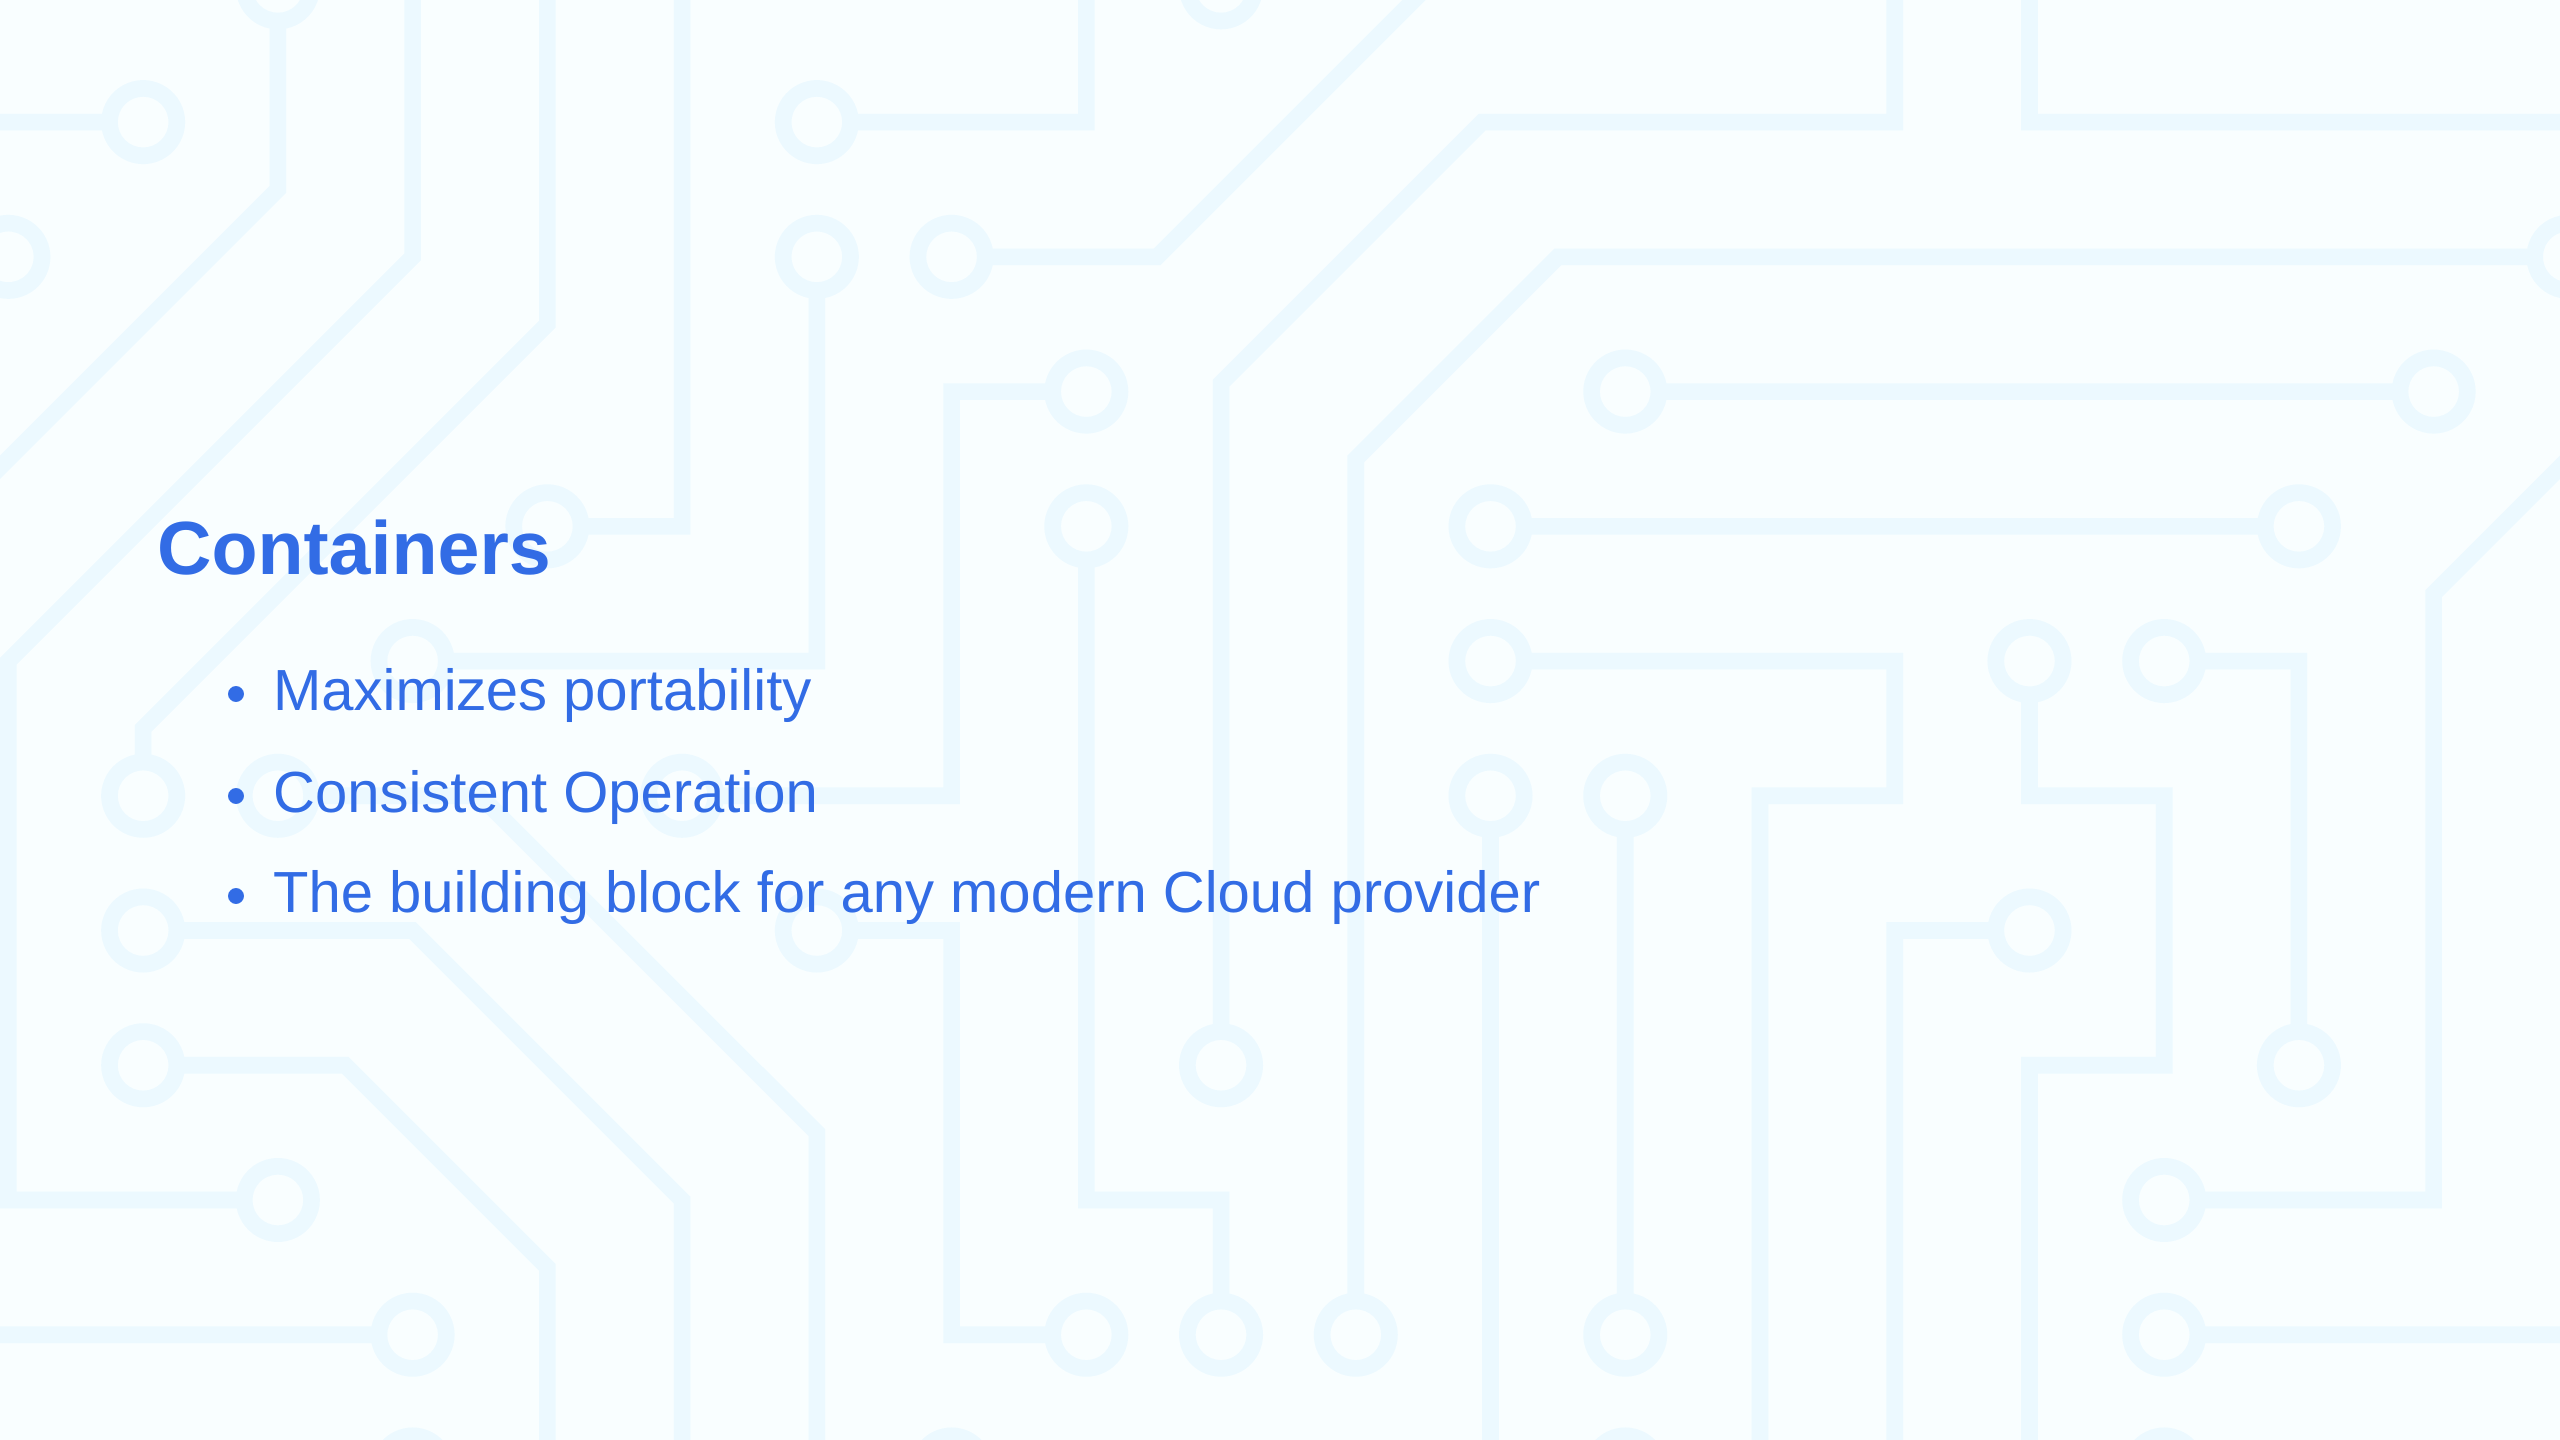 Containers
• Maximizes portability
• Consistent Operation
• The building block for any modern Cloud provider